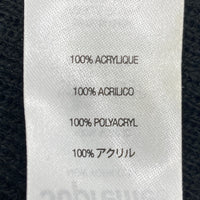 100% ACRYLIQUE
100% ACRILICO
100% POLYACRYL
100% アクリル